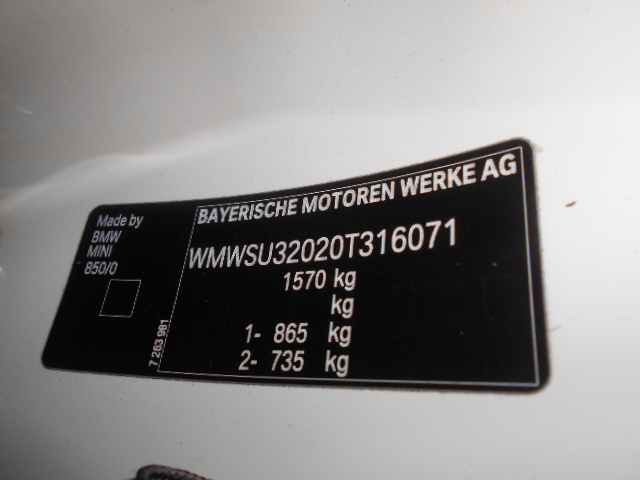 Made by
BMW
MINI
850/0
7 263 981
BAYERISCHE MOTOREN WERKE AG
WMWSU32020T316071
1570 kg
kg
1- 865 kg
2- 735 kg